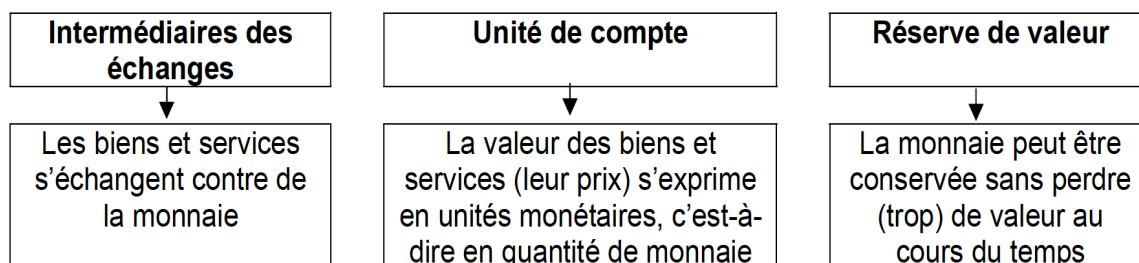 Intermédiaires des
échanges
Les biens et services
s'échangent contre de
la monnaie
Unité de compte
La valeur des biens et
services (leur prix) s'exprime
en unités monétaires, c'est-à-
dire en quantité de monnaie
Réserve de valeur
La monnaie peut être
conservée sans perdre
(trop) de valeur au
cours du temps